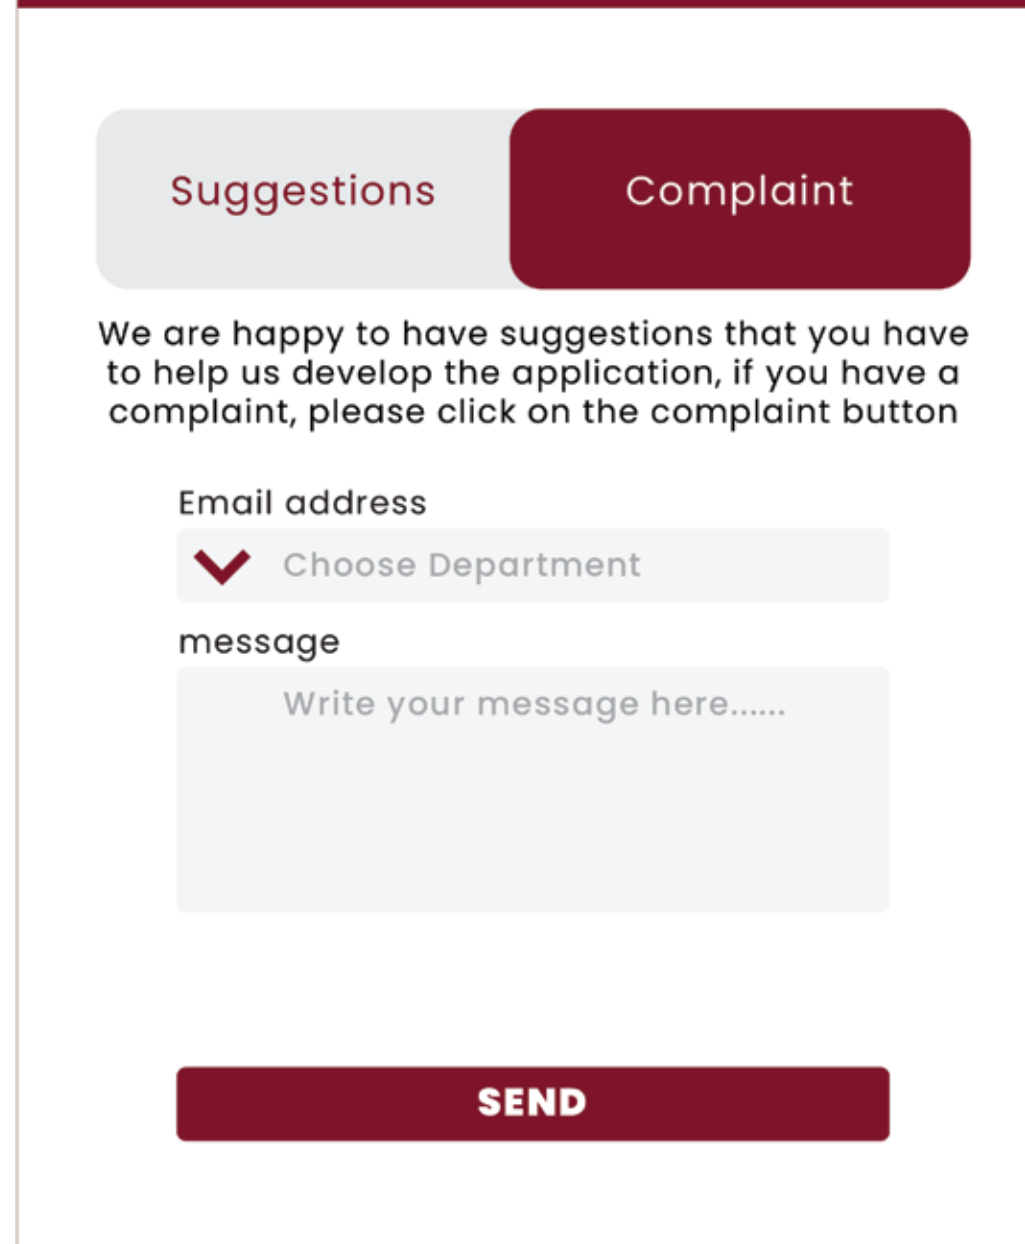 Suggestions
Complaint
We are happy to have suggestions that you have
to help us develop the application, if you have a
complaint, please click on the complaint button
Email address
Choose Department
message
Write your message here......
SEND